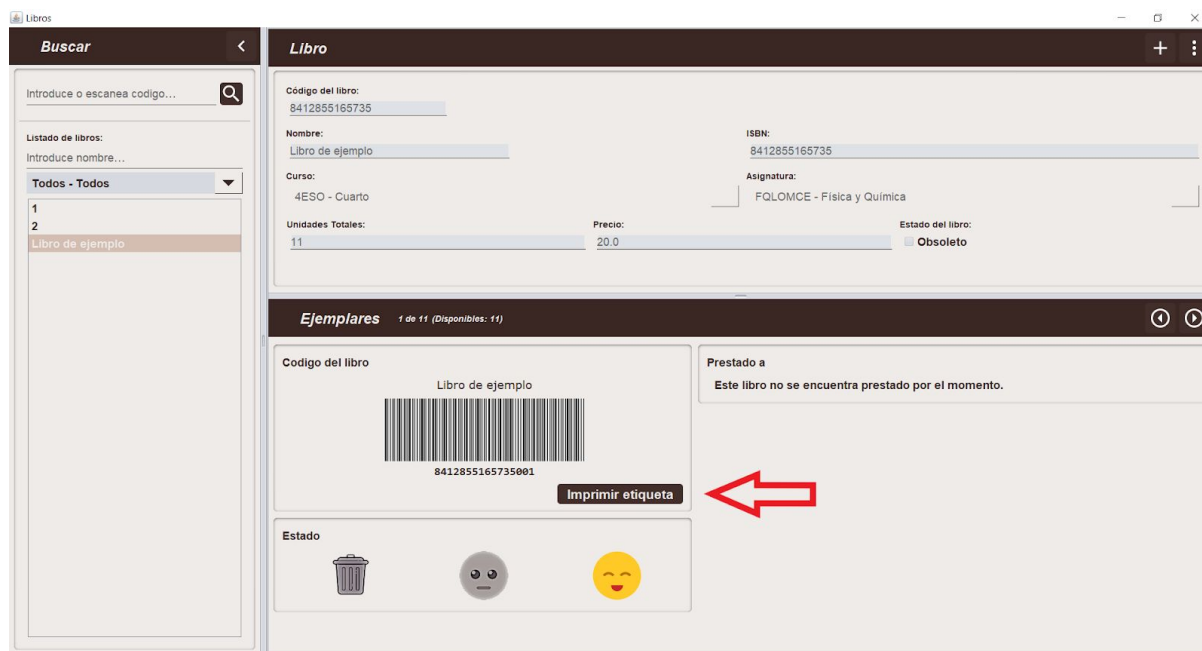 Libros
Buscar
Introduce o escanea codigo...
Listado de libros:
Introduce nombre...
Todos - Todos
1
2
Libro de ejemplo
Libro
Código del libro:
8412855165735
Nombre:
Libro de ejemplo
ISBN:
8412855165735
Curso:
4ESO - Cuarto
Asignatura:
FQLOMCE - Física y Química
Unidades Totales:
11
Precio:
20.0
Estado del libro:
Obsoleto
Ejemplares 1 de 11 (Disponibles: 11)
Codigo del libro
Libro de ejemplo
8412855165735001
Imprimir etiqueta
Prestado a
Este libro no se encuentra prestado por el momento.
Estado